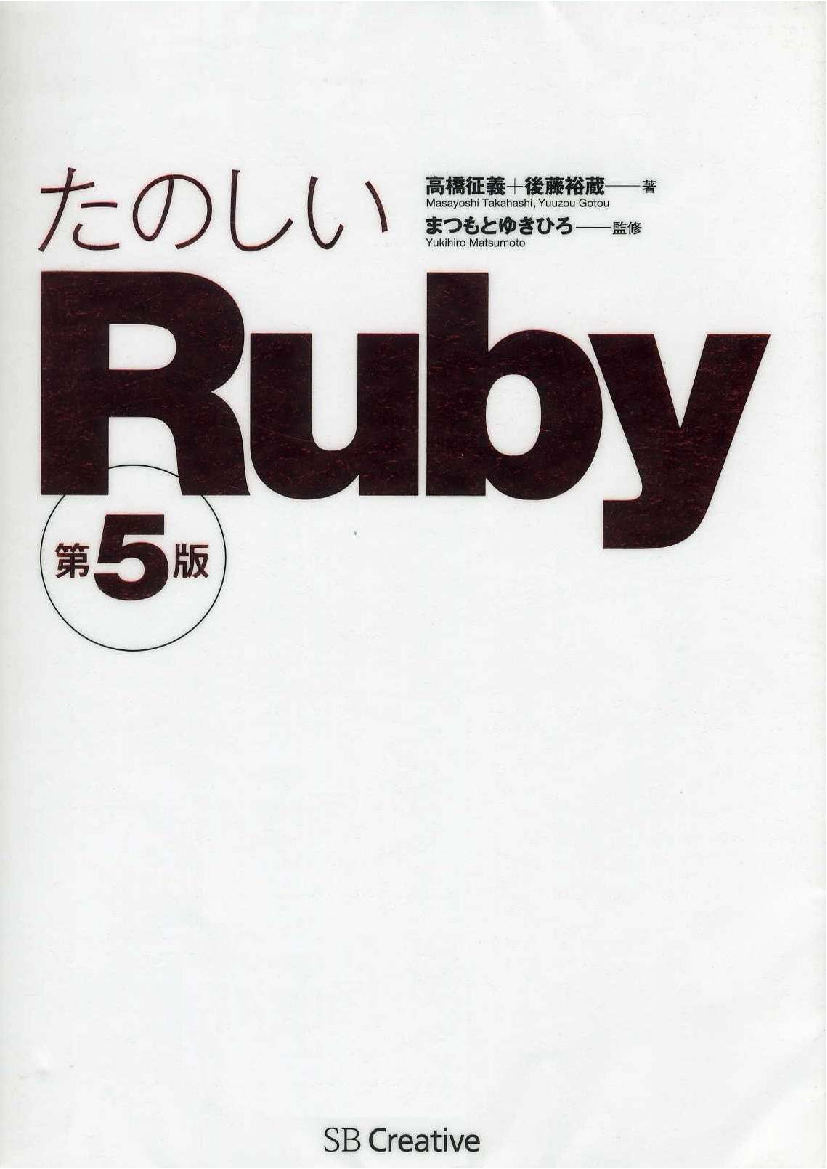 たのしい
高橋征義+後藤裕蔵——著
Masayoshi Takahashi, Yuuzou Gotou
まつもとゆきひろ——監修
Yukihiro Matsumoto
Ruby
第5版
SB Creative